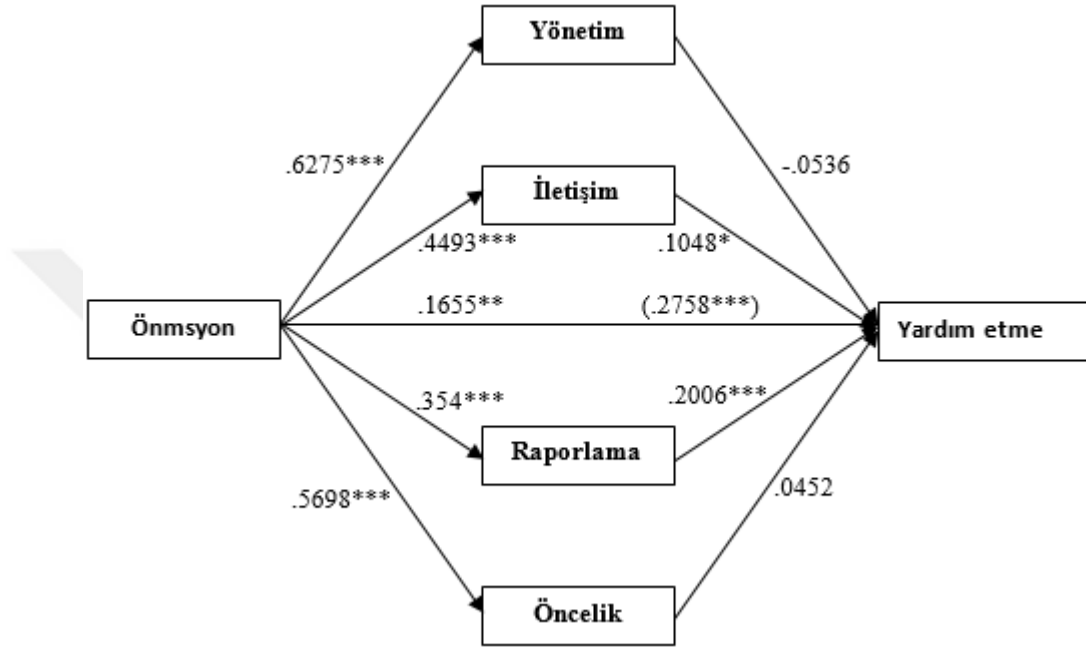 Yönetim
.6275***
-.0536
İletişim
.4493***
.1048*
.1655**
(.2758***)
Önmsyon
Yardım etme
.354***
.2006***
Raporlama
.5698***
.0452
Öncelik